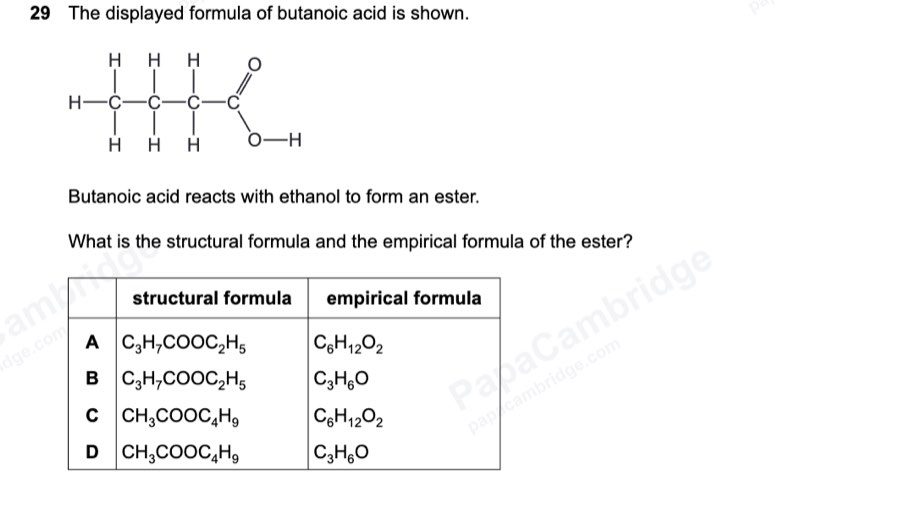 29 The displayed formula of butanoic acid is shown.
H H H O
H—C—C—C—C
H H H O—H
Butanoic acid reacts with ethanol to form an ester.
What is the structural formula and the empirical formula of the ester?
structural formula empirical formula
A C₃H₇COOC₂H₅ C₆H₁₂O₂
B C₃H₇COOC₂H₅ C₃H₆O
C CH₃COOC₄H₉ C₆H₁₂O₂
D CH₃COOC₄H₉ C₃H₆O
PapaCambridge
papacambridge.com